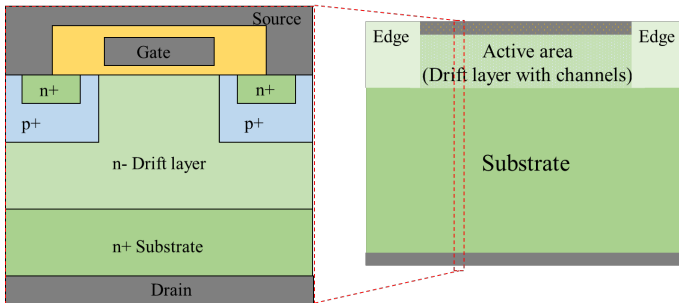 Source
Gate
n+
n+
p+
p+
n- Drift layer
n+ Substrate
Drain
Edge
Edge
Active area
(Drift layer with channels)
Substrate